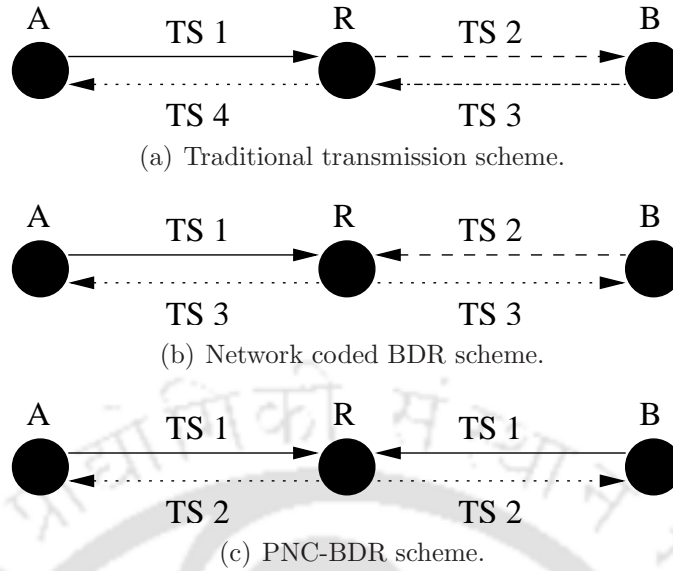 A R B
TS 1 TS 2
TS 4 TS 3
(a) Traditional transmission scheme.
A R B
TS 1 TS 2
TS 3 TS 3
(b) Network coded BDR scheme.
A R B
TS 1 TS 1
TS 2 TS 2
(c) PNC-BDR scheme.